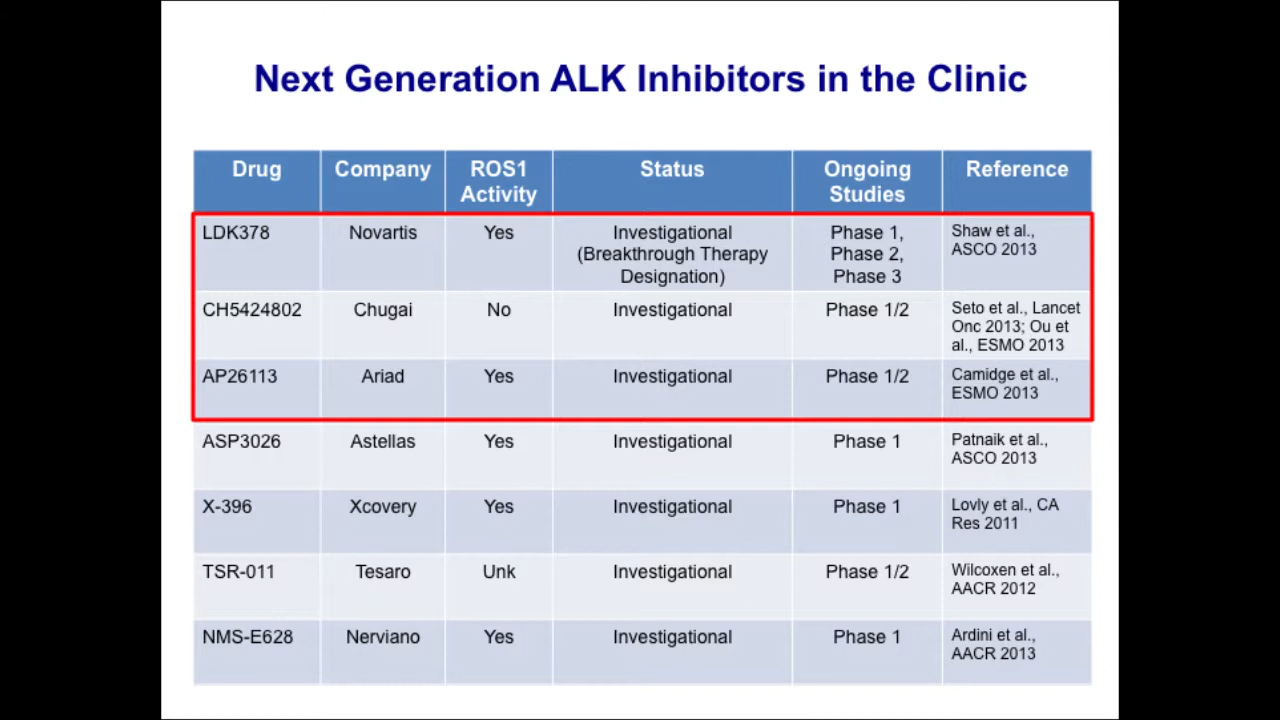 Next Generation ALK Inhibitors in the Clinic
Drug Company ROS1 Activity Status Ongoing Studies Reference
LDK378 Novartis Yes Investigational (Breakthrough Therapy Designation) Phase 1, Phase 2, Phase 3 Shaw et al., ASCO 2013
CH5424802 Chugai No Investigational Phase 1/2 Seto et al., Lancet Onc 2013; Ou et al., ESMO 2013
AP26113 Ariad Yes Investigational Phase 1/2 Camidge et al., ESMO 2013
ASP3026 Astellas Yes Investigational Phase 1 Patnaik et al., ASCO 2013
X-396 Xcovery Yes Investigational Phase 1 Lovly et al., CA Res 2011
TSR-011 Tesaro Unk Investigational Phase 1/2 Wilcoxen et al., AACR 2012
NMS-E628 Nerviano Yes Investigational Phase 1 Ardini et al., AACR 2013